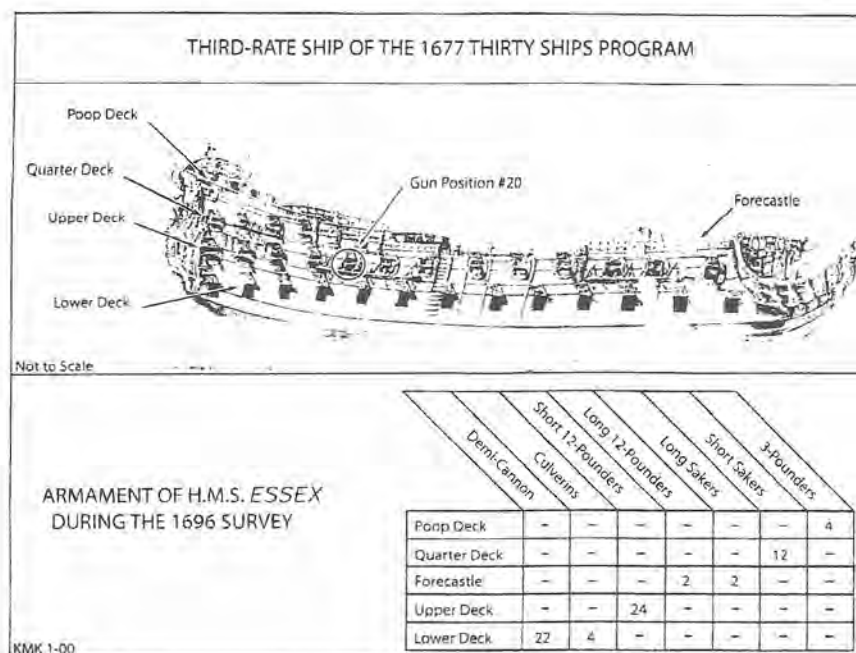 THIRD-RATE SHIP OF THE 1677 THIRTY SHIPS PROGRAM
Poop Deck
Quarter Deck
Upper Deck
Lower Deck
Gun Position #20
Forecastle
Not to Scale
ARMAMENT OF H.M.S. ESSEX
DURING THE 1696 SURVEY
KMK 1-00
Demi-Cannon
Culverins
Short 12-Pounders
Long 12-Pounders
Long Sakers
Short Sakers
3-Pounders
Poop Deck - - - - - - 4
Quarter Deck - - - - - 12 -
Forecastle - - - 2 2 - -
Upper Deck - - 24 - - - -
Lower Deck 22 4 - - - - -